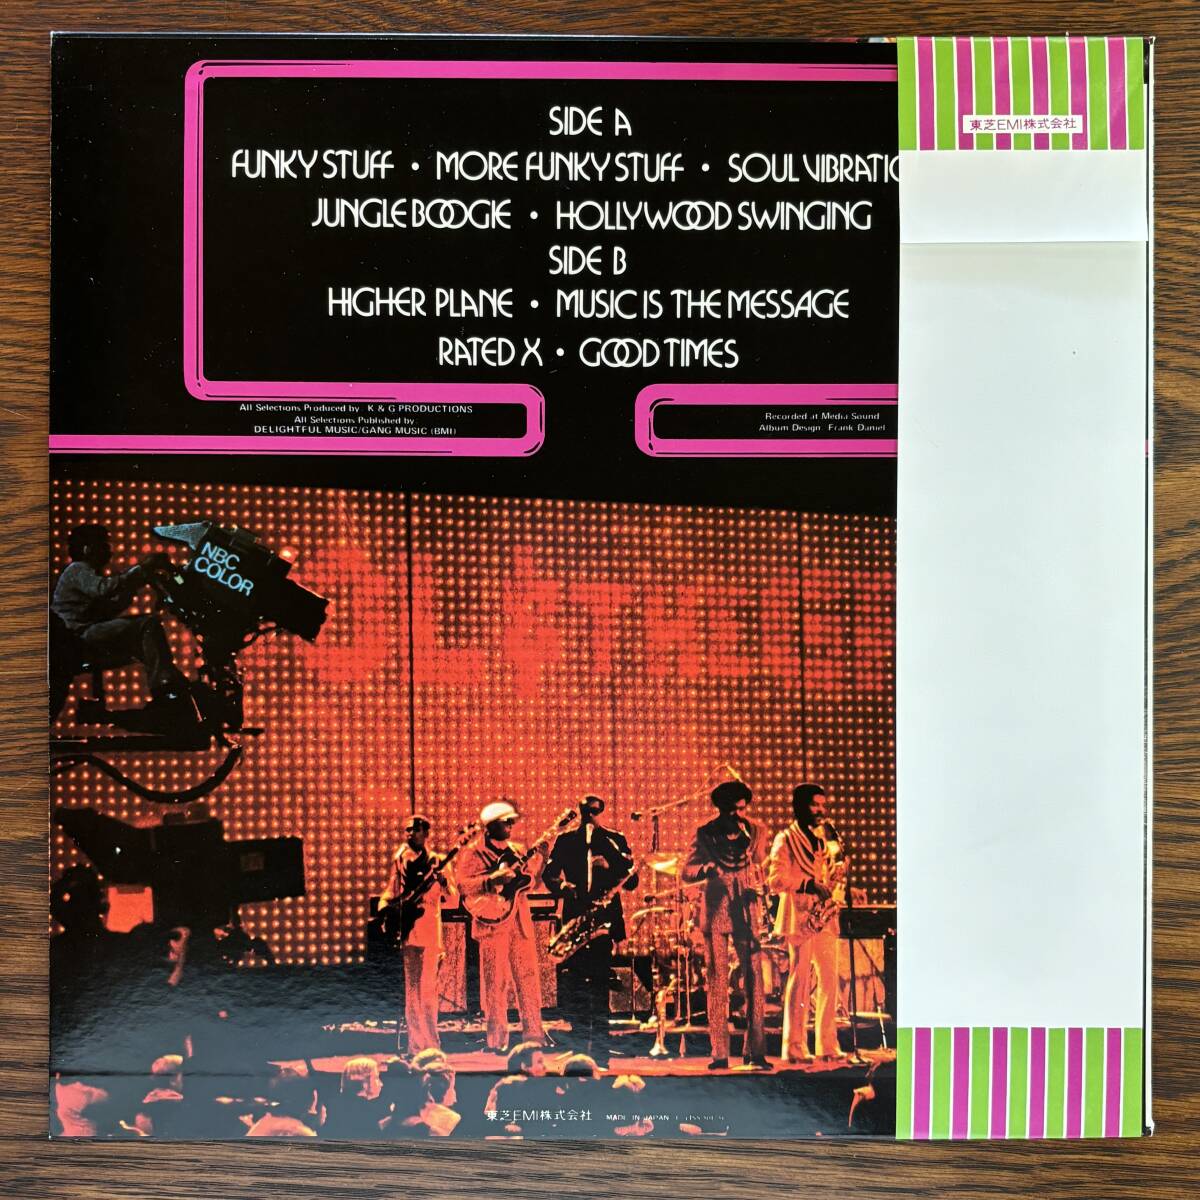 SIDE A
FUNKY STUFF • MORE FUNKY STUFF • SOUL VIBRATIO
JUNGLE BOOGIE • HOLLYWOOD SWINGING
SIDE B
HIGHER PLANE • MUSIC IS THE MESSAGE
RATED X • GOOD TIMES
All Selections Produced by: K & G PRODUCTIONS
All Selections Published by:
DELIGHTFUL MUSIC/GANG MUSIC (BMI)
Recorded at Media Sound
Album Design: Frank Daniel
東芝EMI株式会社
NBC
COLOR
東芝EMI株式会社 MADE IN JAPAN